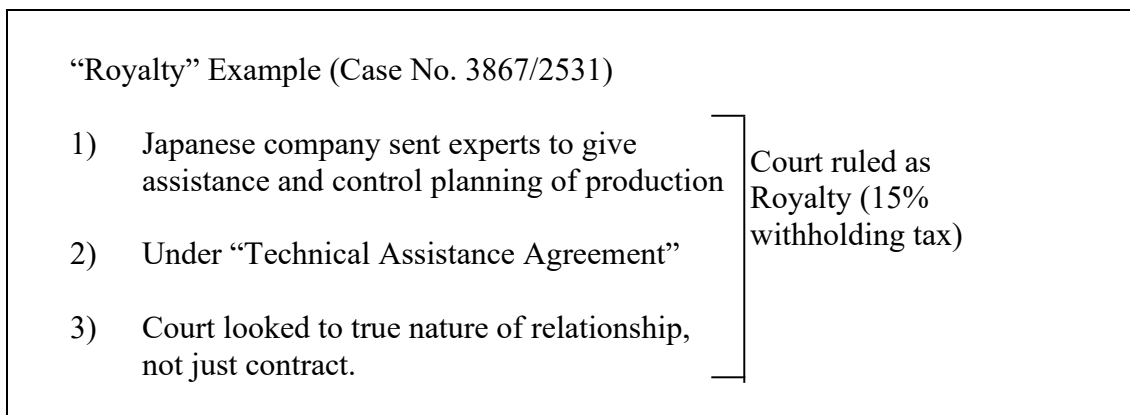 “Royalty” Example (Case No. 3867/2531)
1) Japanese company sent experts to give
assistance and control planning of production
2) Under “Technical Assistance Agreement”
3) Court looked to true nature of relationship,
not just contract.
Court ruled as
Royalty (15%
withholding tax)